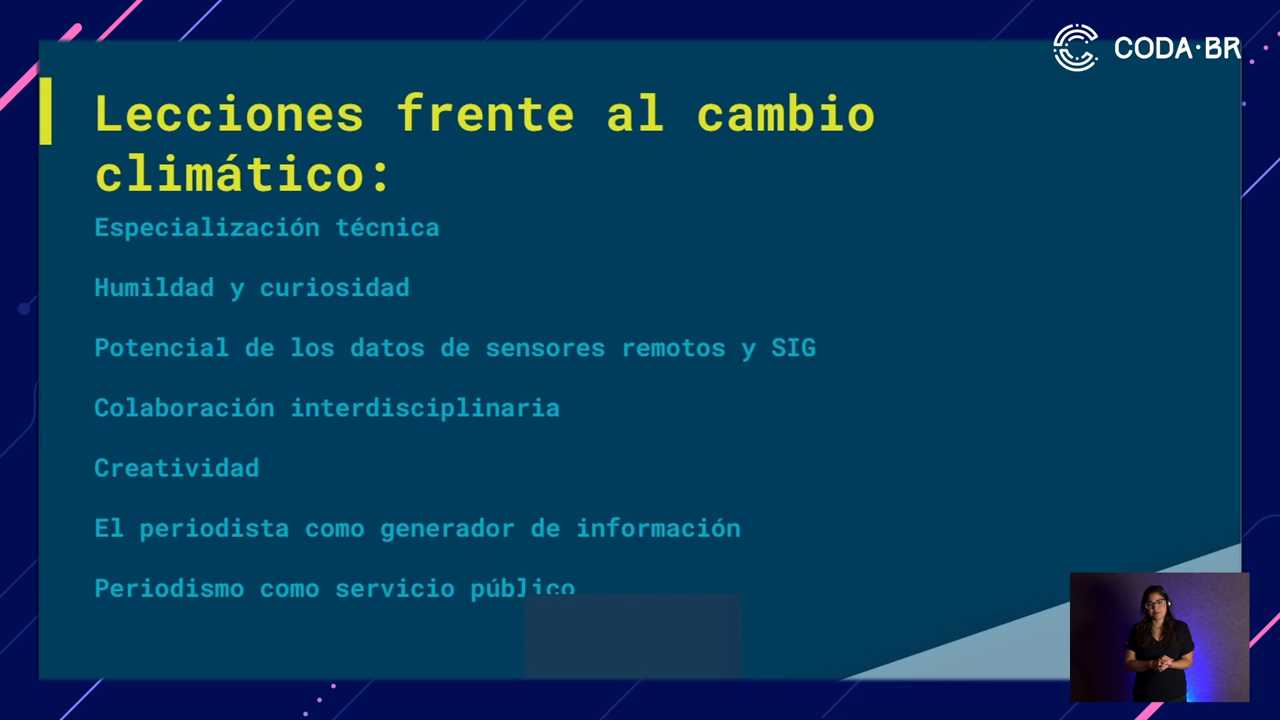 CODA·BR
Lecciones frente al cambio
climático:
Especialización técnica
Humildad y curiosidad
Potencial de los datos de sensores remotos y SIG
Colaboración interdisciplinaria
Creatividad
El periodista como generador de información
Periodismo como servicio público